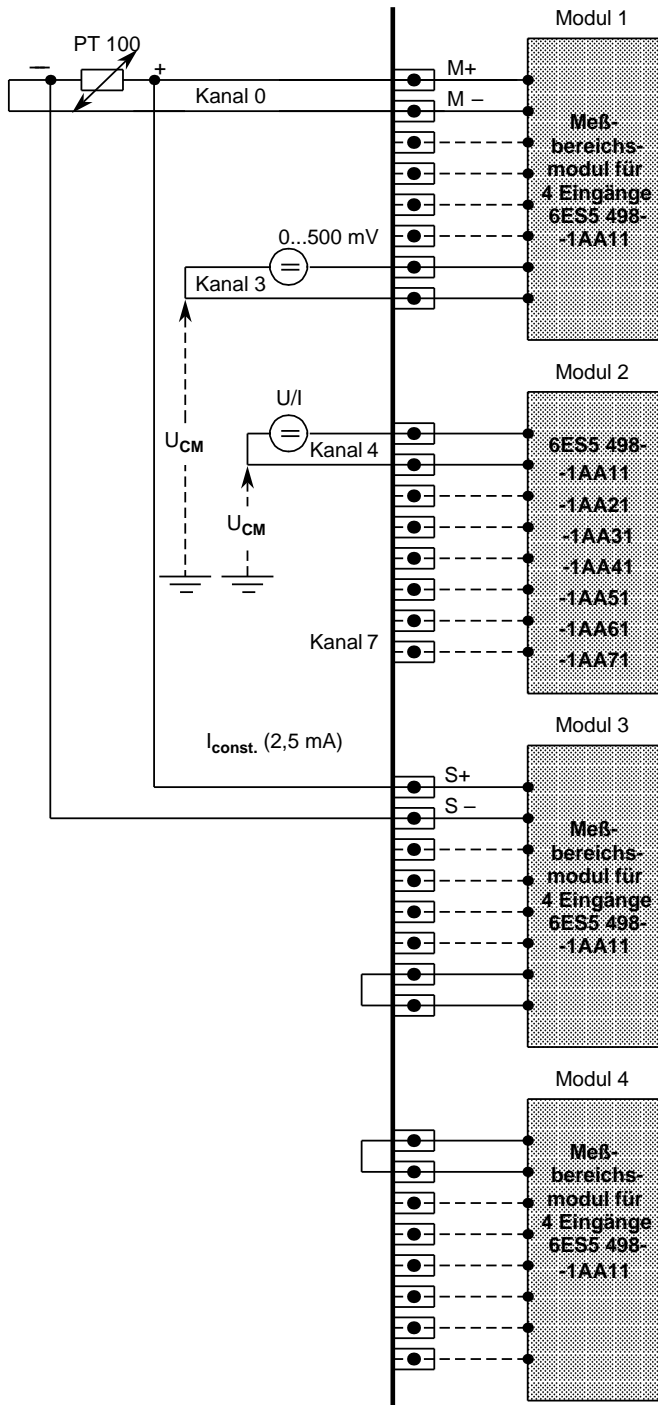 Modul 1
PT 100
− +
M+
Kanal 0
M −
Meß-
bereichs-
modul für
4 Eingänge
6ES5 498-
-1AA11
0...500 mV
Kanal 3
Modul 2
U/I
Kanal 4
UCM
UCM
6ES5 498-
-1AA11
-1AA21
-1AA31
-1AA41
-1AA51
-1AA61
-1AA71
Kanal 7
Modul 3
Iconst. (2,5 mA)
S+
S −
Meß-
bereichs-
modul für
4 Eingänge
6ES5 498-
-1AA11
Modul 4
Meß-
bereichs-
modul für
4 Eingänge
6ES5 498-
-1AA11